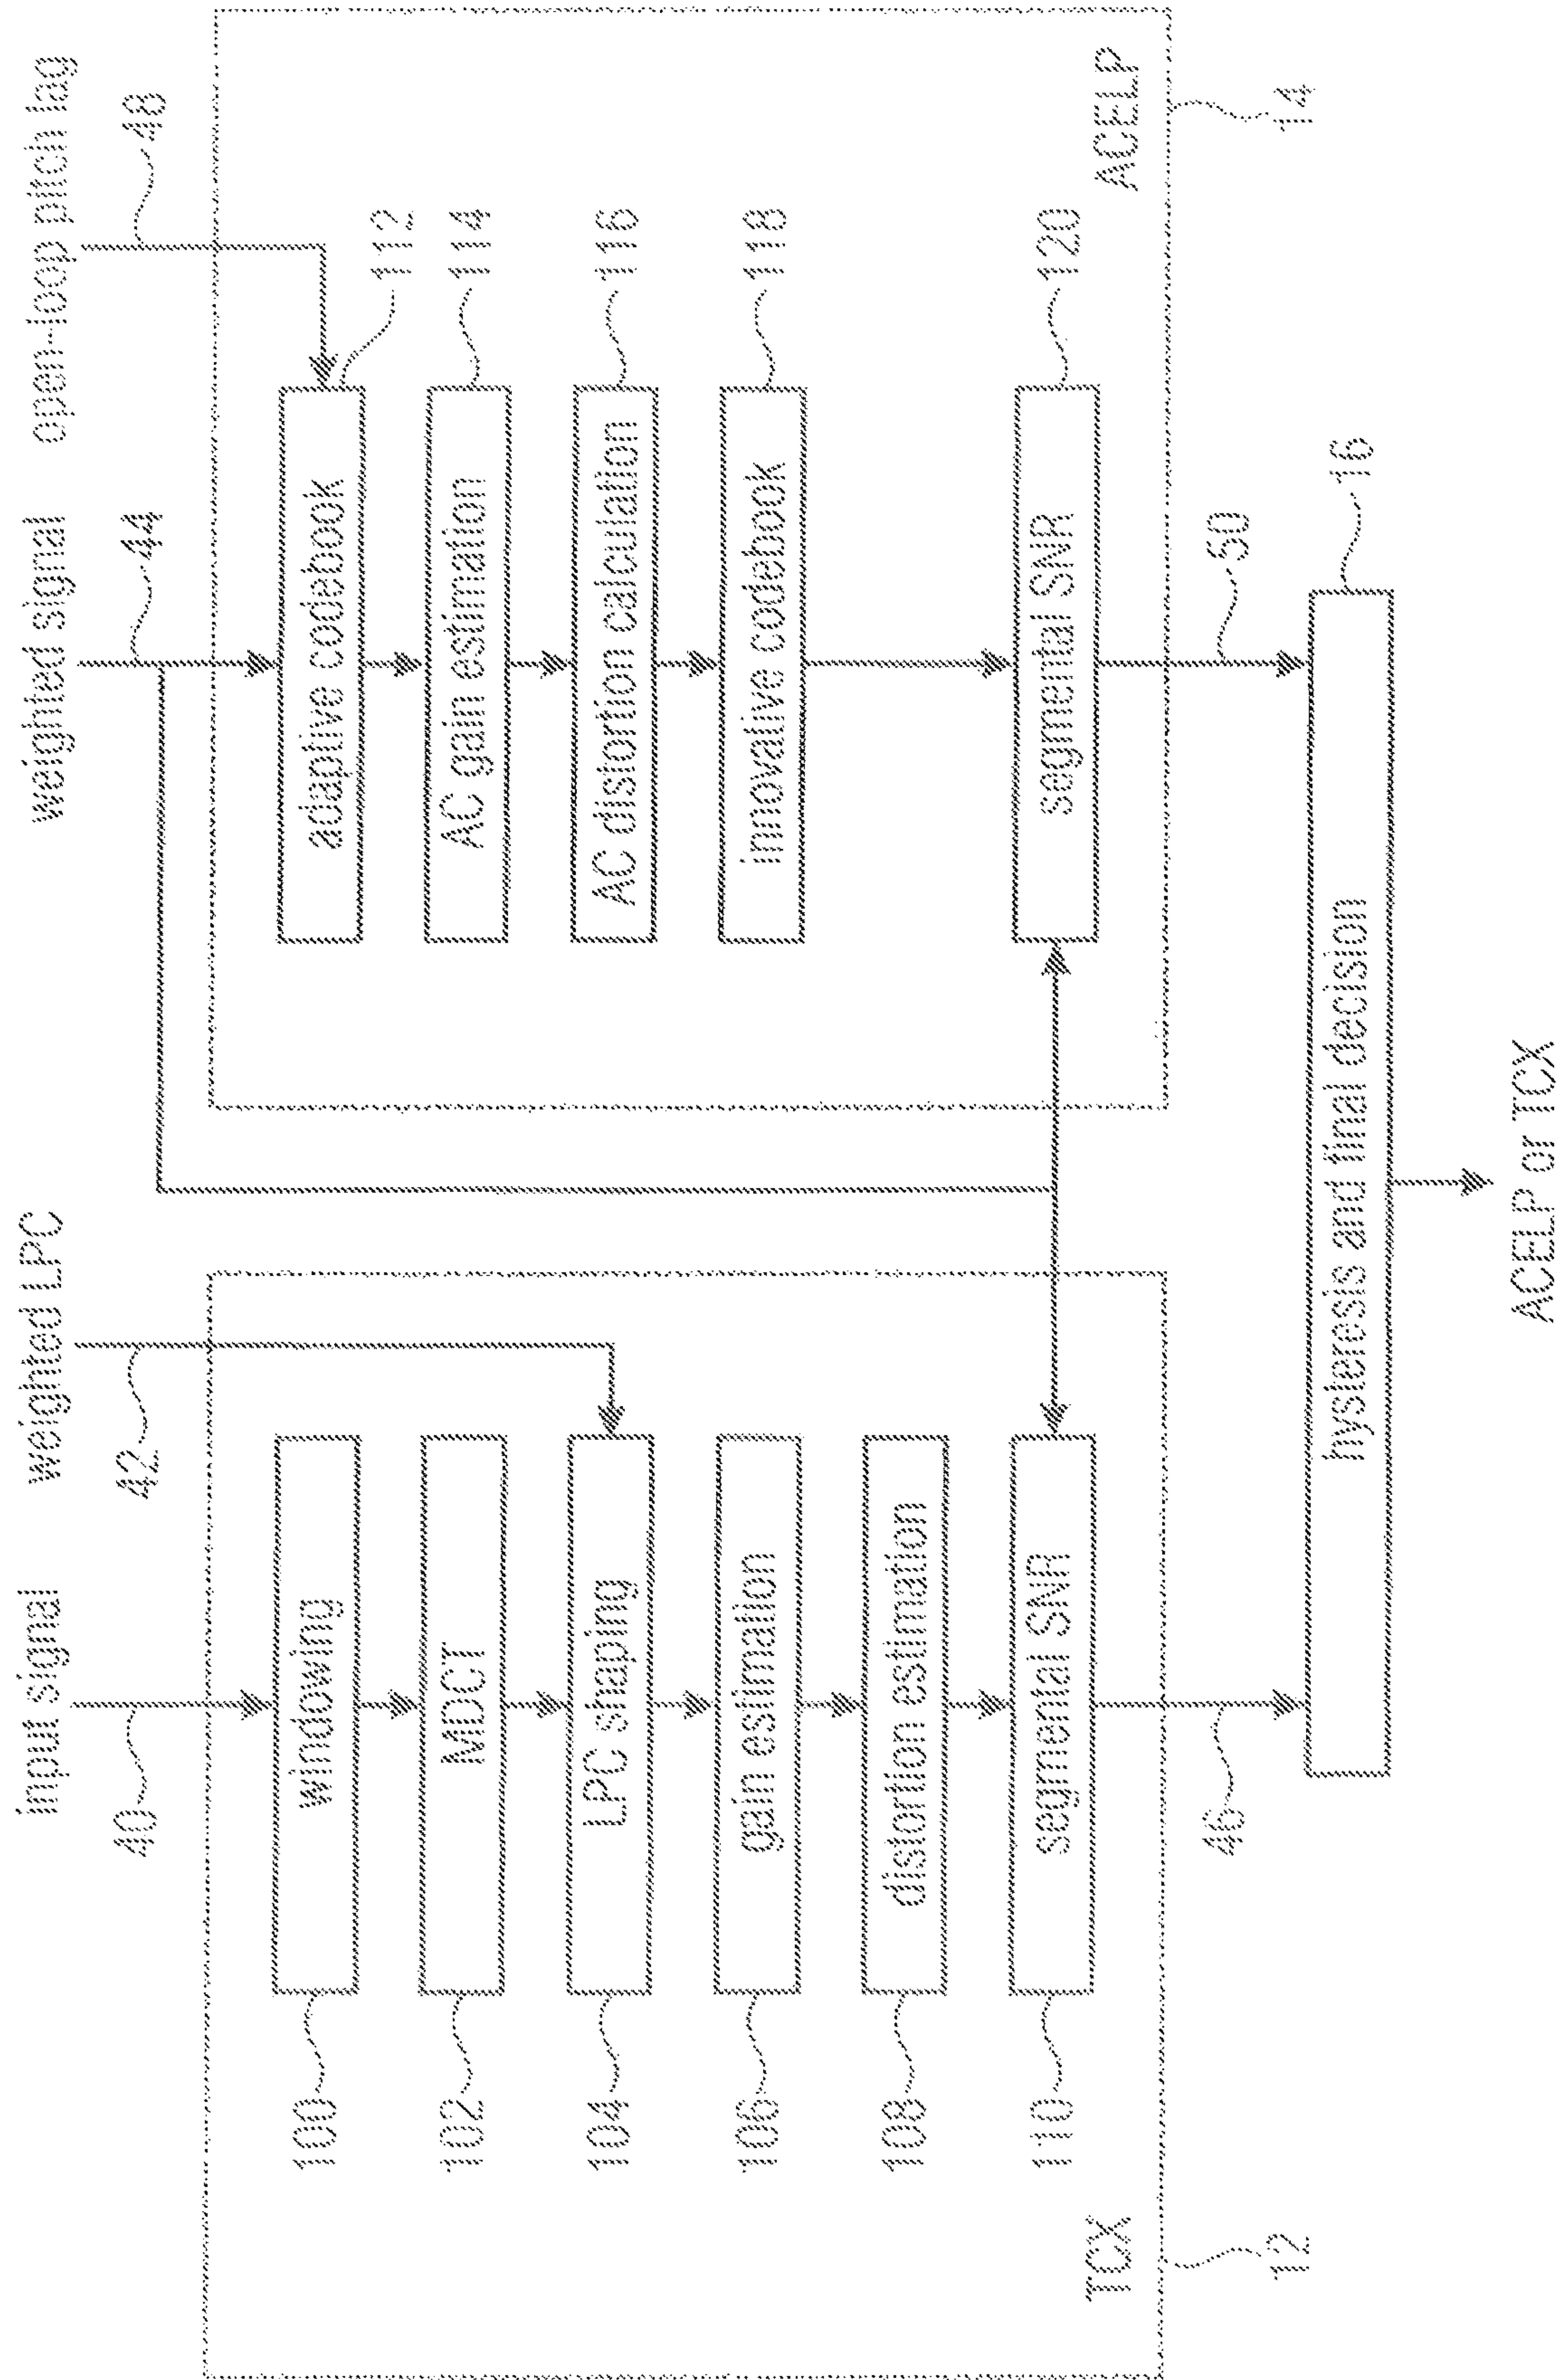 input signal
weighted LPC
weighted signal
open-loop pitch lag
40
42
44
48
100
windowing
102
MDCT
104
LPC shaping
106
gain estimation
108
distortion estimation
110
segmental SNR
TCX
12
adaptive codebook
112
AC gain estimation
114
AC distortion calculation
116
innovative codebook
118
segmental SNR
120
ACELP
14
46
50
hysteresis and final decision
16
ACELP or TCX